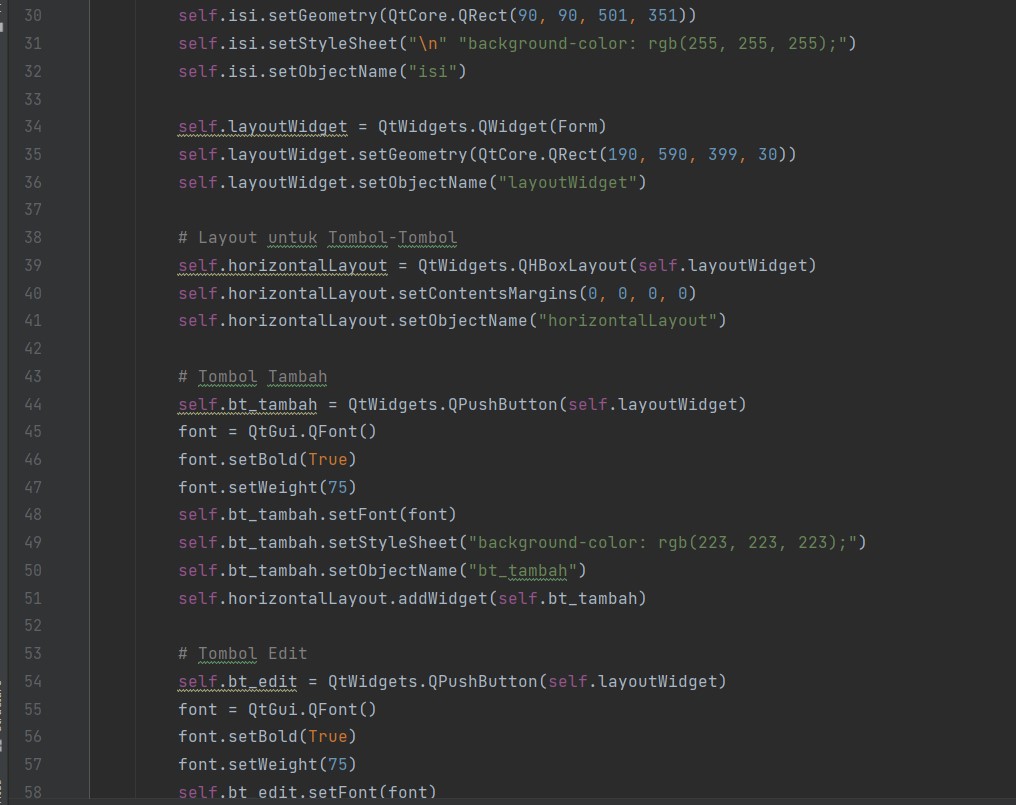 30 self.isi.setGeometry(QtCore.QRect(90, 90, 501, 351))
31 self.isi.setStyleSheet("\n" "background-color: rgb(255, 255, 255);")
32 self.isi.setObjectName("isi")
33
34 self.layoutWidget = QtWidgets.QWidget(Form)
35 self.layoutWidget.setGeometry(QtCore.QRect(190, 590, 399, 30))
36 self.layoutWidget.setObjectName("layoutWidget")
37
38 # Layout untuk Tombol-Tombol
39 self.horizontalLayout = QtWidgets.QHBoxLayout(self.layoutWidget)
40 self.horizontalLayout.setContentsMargins(0, 0, 0, 0)
41 self.horizontalLayout.setObjectName("horizontalLayout")
42
43 # Tombol Tambah
44 self.bt_tambah = QtWidgets.QPushButton(self.layoutWidget)
45 font = QtGui.QFont()
46 font.setBold(True)
47 font.setWeight(75)
48 self.bt_tambah.setFont(font)
49 self.bt_tambah.setStyleSheet("background-color: rgb(223, 223, 223);")
50 self.bt_tambah.setObjectName("bt_tambah")
51 self.horizontalLayout.addWidget(self.bt_tambah)
52
53 # Tombol Edit
54 self.bt_edit = QtWidgets.QPushButton(self.layoutWidget)
55 font = QtGui.QFont()
56 font.setBold(True)
57 font.setWeight(75)
58 self.bt_edit.setFont(font)